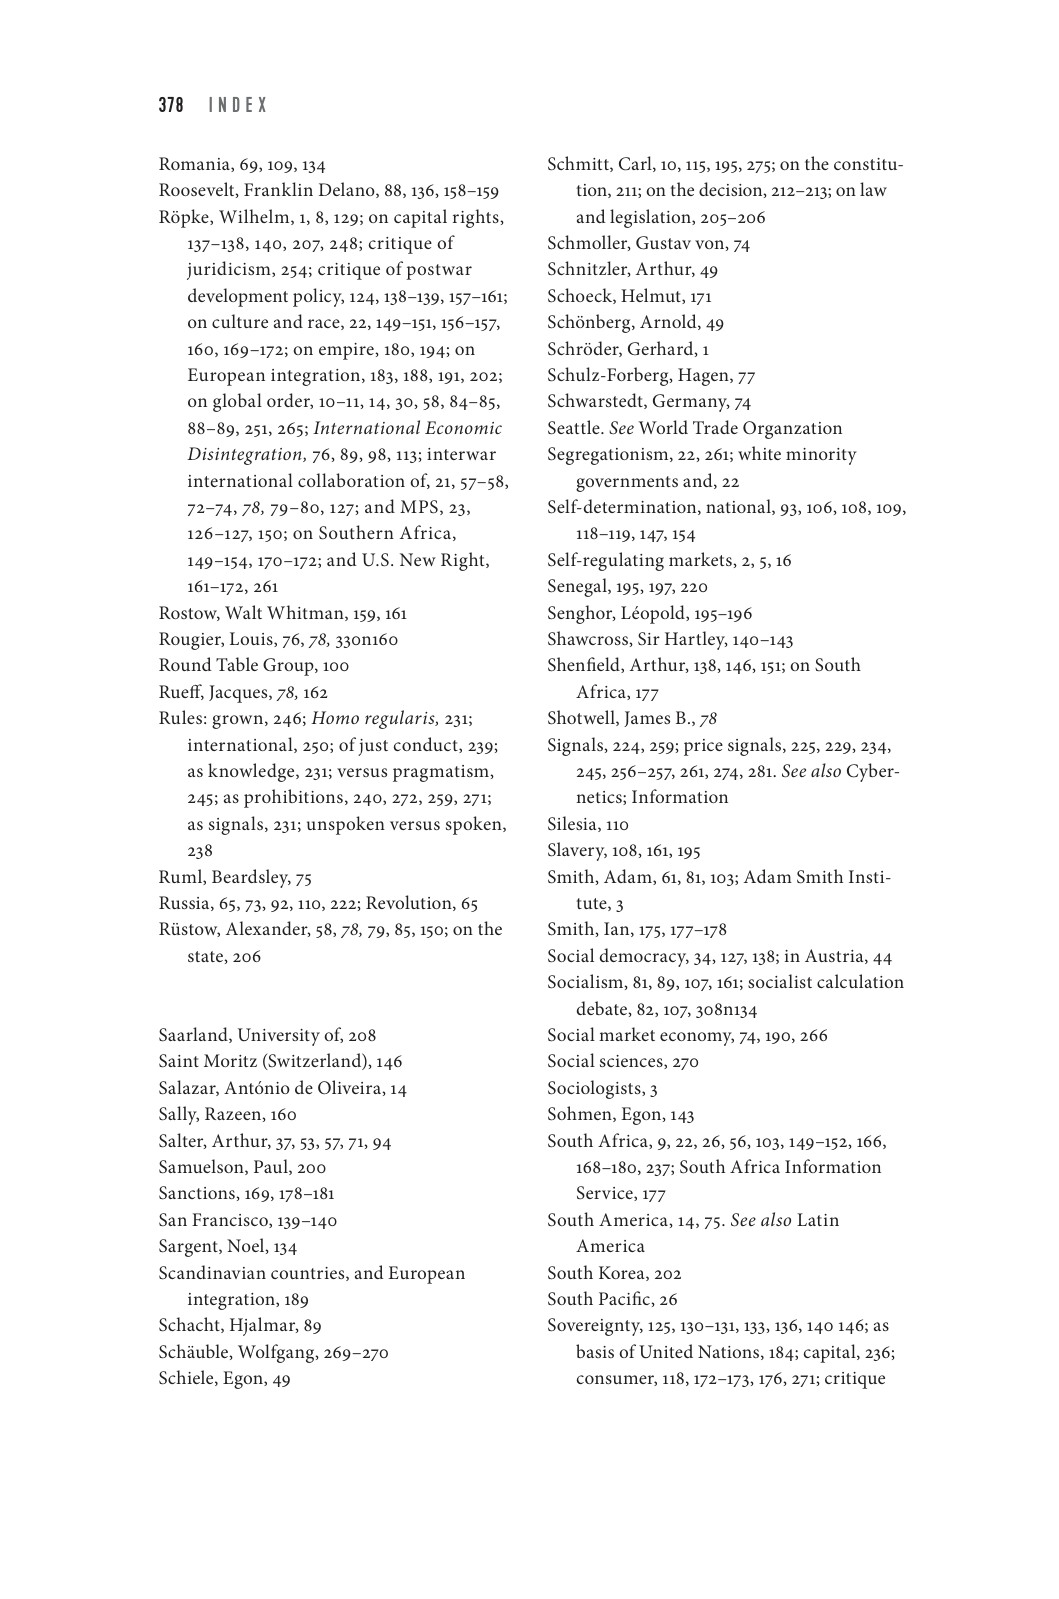 378 INDEX
Romania, 69, 109, 134
Roosevelt, Franklin Delano, 88, 136, 158–159
Röpke, Wilhelm, 1, 8, 129; on capital rights,
137–138, 140, 207, 248; critique of
juridicism, 254; critique of postwar
development policy, 124, 138–139, 157–161;
on culture and race, 22, 149–151, 156–157,
160, 169–172; on empire, 180, 194; on
European integration, 183, 188, 191, 202;
on global order, 10–11, 14, 30, 58, 84–85,
88–89, 251, 265; International Economic
Disintegration, 76, 89, 98, 113; interwar
international collaboration of, 21, 57–58,
72–74, 78, 79–80, 127; and MPS, 23,
126–127, 150; on Southern Africa,
149–154, 170–172; and U.S. New Right,
161–172, 261
Rostow, Walt Whitman, 159, 161
Rougier, Louis, 76, 78, 330n160
Round Table Group, 100
Rueff, Jacques, 78, 162
Rules: grown, 246; Homo regularis, 231;
international, 250; of just conduct, 239;
as knowledge, 231; versus pragmatism,
245; as prohibitions, 240, 272, 259, 271;
as signals, 231; unspoken versus spoken,
238
Ruml, Beardsley, 75
Russia, 65, 73, 92, 110, 222; Revolution, 65
Rüstow, Alexander, 58, 78, 79, 85, 150; on the
state, 206
Saarland, University of, 208
Saint Moritz (Switzerland), 146
Salazar, António de Oliveira, 14
Sally, Razeen, 160
Salter, Arthur, 37, 53, 57, 71, 94
Samuelson, Paul, 200
Sanctions, 169, 178–181
San Francisco, 139–140
Sargent, Noel, 134
Scandinavian countries, and European
integration, 189
Schacht, Hjalmar, 89
Schäuble, Wolfgang, 269–270
Schiele, Egon, 49
Schmitt, Carl, 10, 115, 195, 275; on the constitu-
tion, 211; on the decision, 212–213; on law
and legislation, 205–206
Schmoller, Gustav von, 74
Schnitzler, Arthur, 49
Schoeck, Helmut, 171
Schönberg, Arnold, 49
Schröder, Gerhard, 1
Schulz-Forberg, Hagen, 77
Schwarstedt, Germany, 74
Seattle. See World Trade Organzation
Segregationism, 22, 261; white minority
governments and, 22
Self-determination, national, 93, 106, 108, 109,
118–119, 147, 154
Self-regulating markets, 2, 5, 16
Senegal, 195, 197, 220
Senghor, Léopold, 195–196
Shawcross, Sir Hartley, 140–143
Shenfield, Arthur, 138, 146, 151; on South
Africa, 177
Shotwell, James B., 78
Signals, 224, 259; price signals, 225, 229, 234,
245, 256–257, 261, 274, 281. See also Cyber-
netics; Information
Silesia, 110
Slavery, 108, 161, 195
Smith, Adam, 61, 81, 103; Adam Smith Insti-
tute, 3
Smith, Ian, 175, 177–178
Social democracy, 34, 127, 138; in Austria, 44
Socialism, 81, 89, 107, 161; socialist calculation
debate, 82, 107, 308n134
Social market economy, 74, 190, 266
Social sciences, 270
Sociologists, 3
Sohmen, Egon, 143
South Africa, 9, 22, 26, 56, 103, 149–152, 166,
168–180, 237; South Africa Information
Service, 177
South America, 14, 75. See also Latin
America
South Korea, 202
South Pacific, 26
Sovereignty, 125, 130–131, 133, 136, 140 146; as
basis of United Nations, 184; capital, 236;
consumer, 118, 172–173, 176, 271; critique